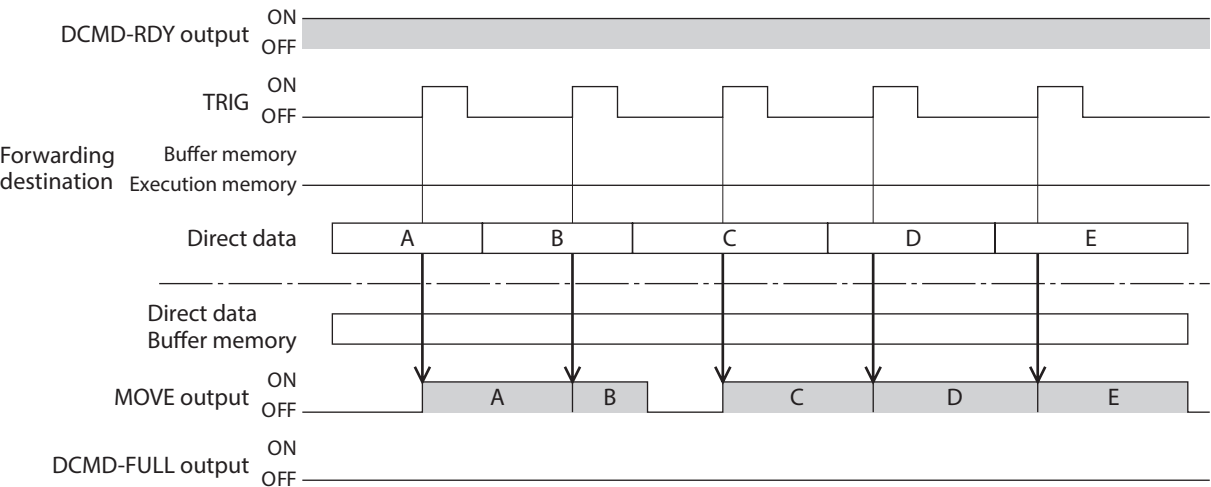 ON
DCMD-RDY output
OFF
ON
TRIG
OFF
Forwarding
destination
Buffer memory
Execution memory
Direct data
A B C D E
Direct data
Buffer memory
ON
MOVE output
OFF
A B C D E
ON
DCMD-FULL output
OFF